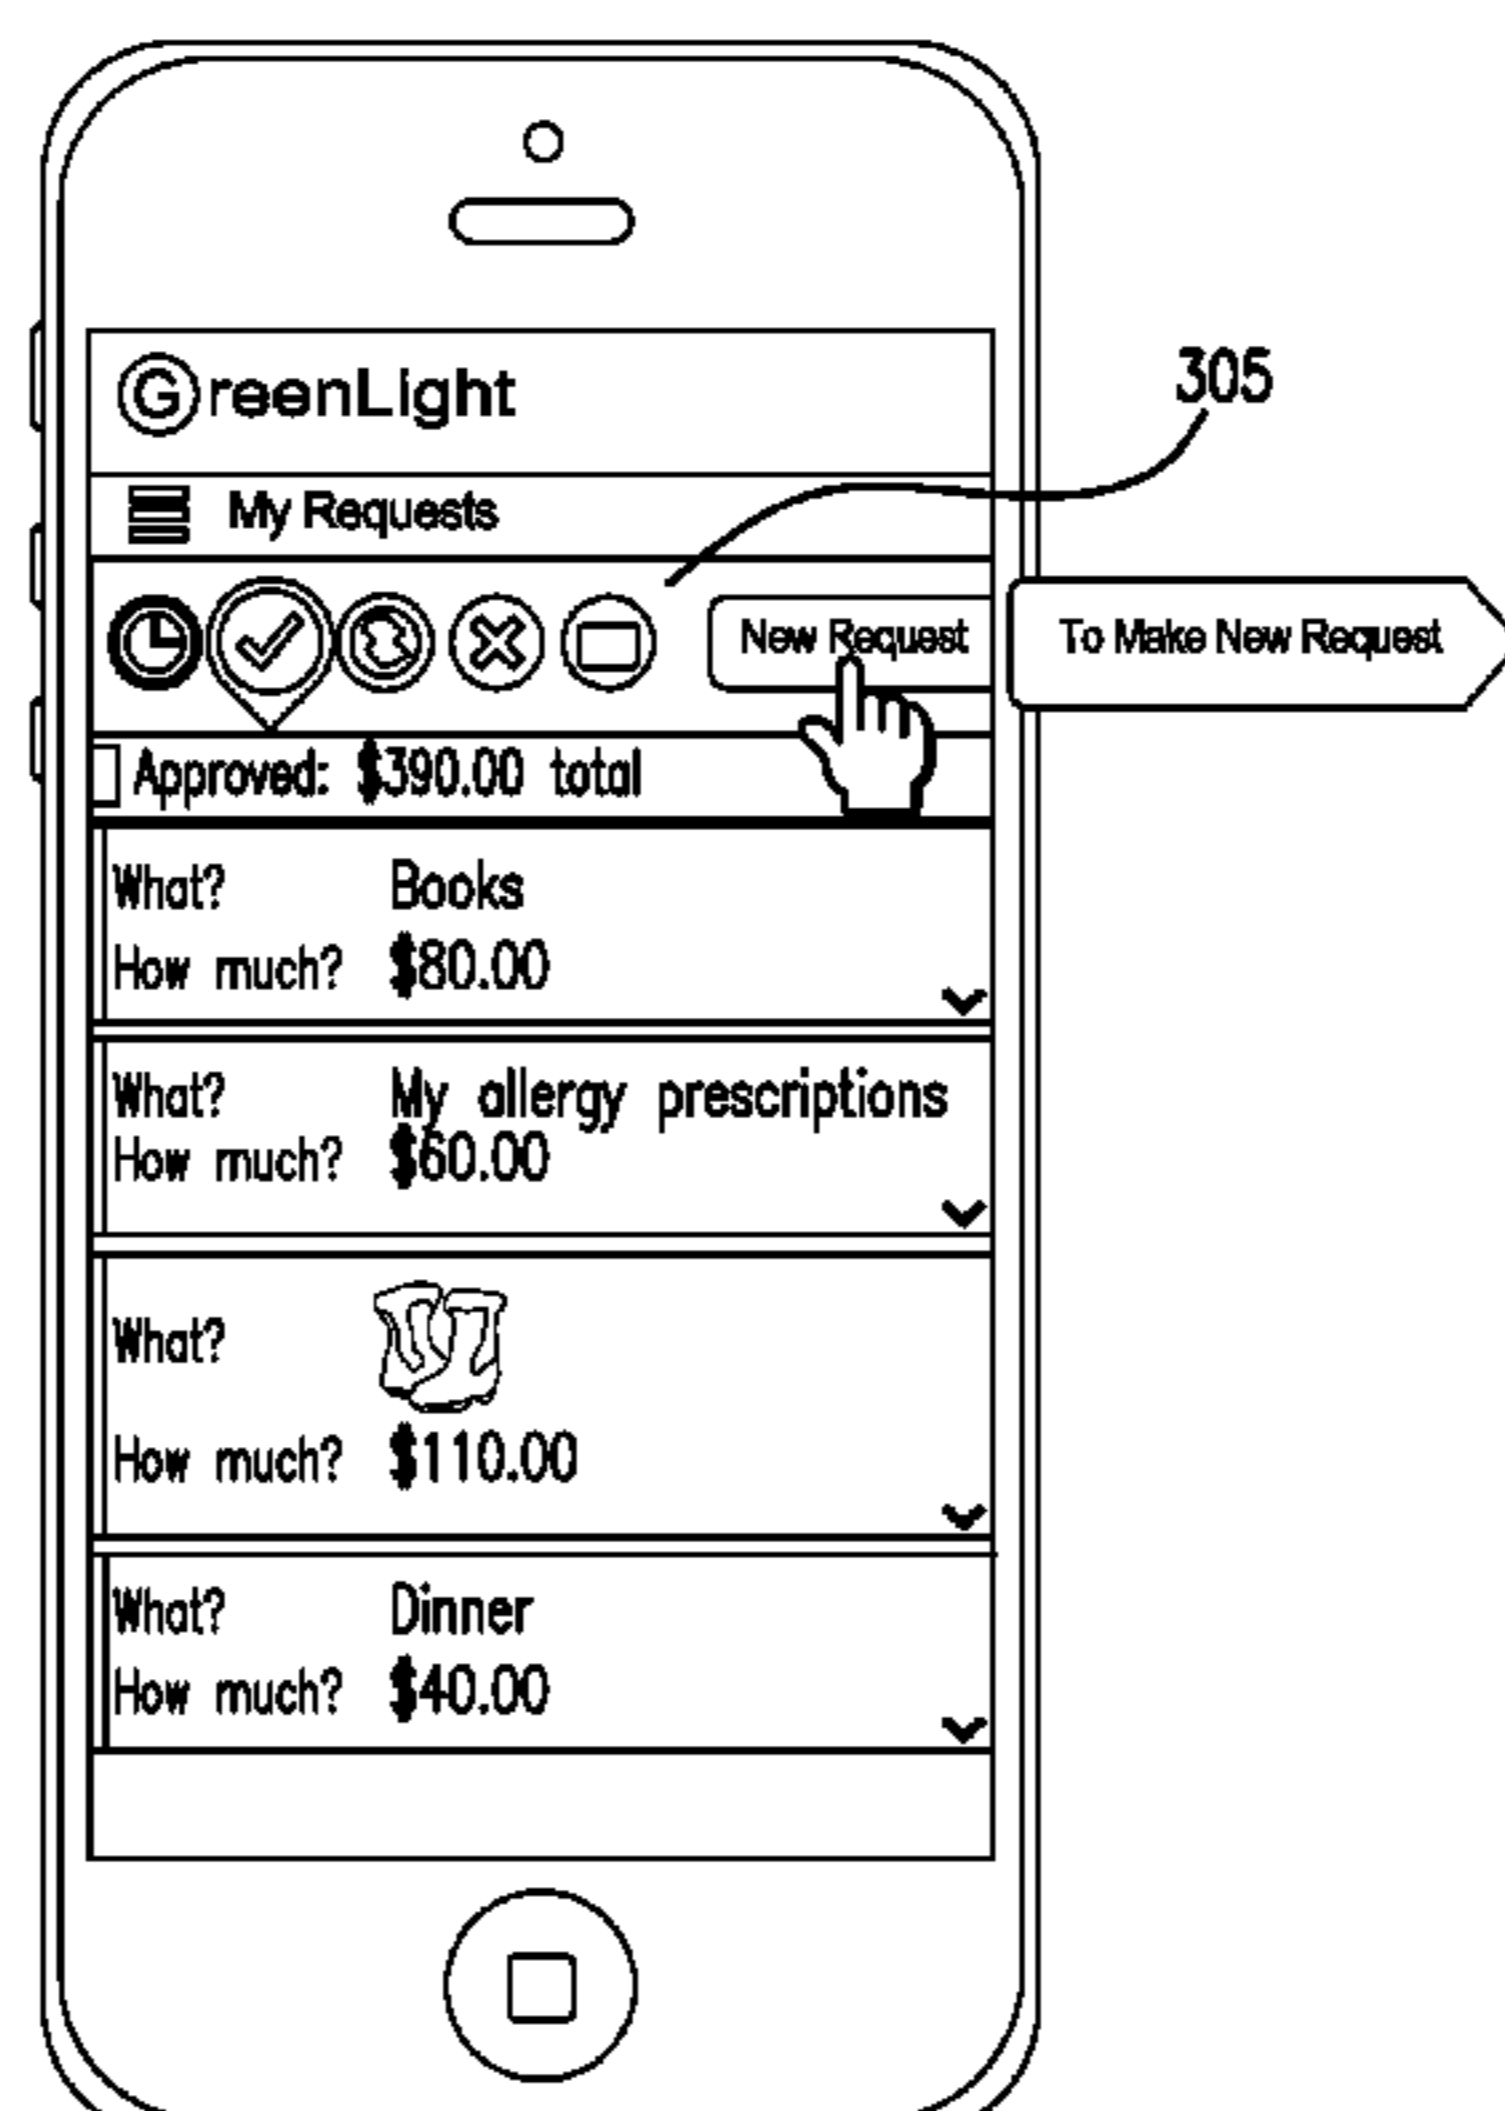 GreenLight
305
My Requests
New Request
To Make New Request
Approved: $390.00 total
What? Books
How much? $80.00
What? My allergy prescriptions
How much? $60.00
What?
How much? $110.00
What? Dinner
How much? $40.00